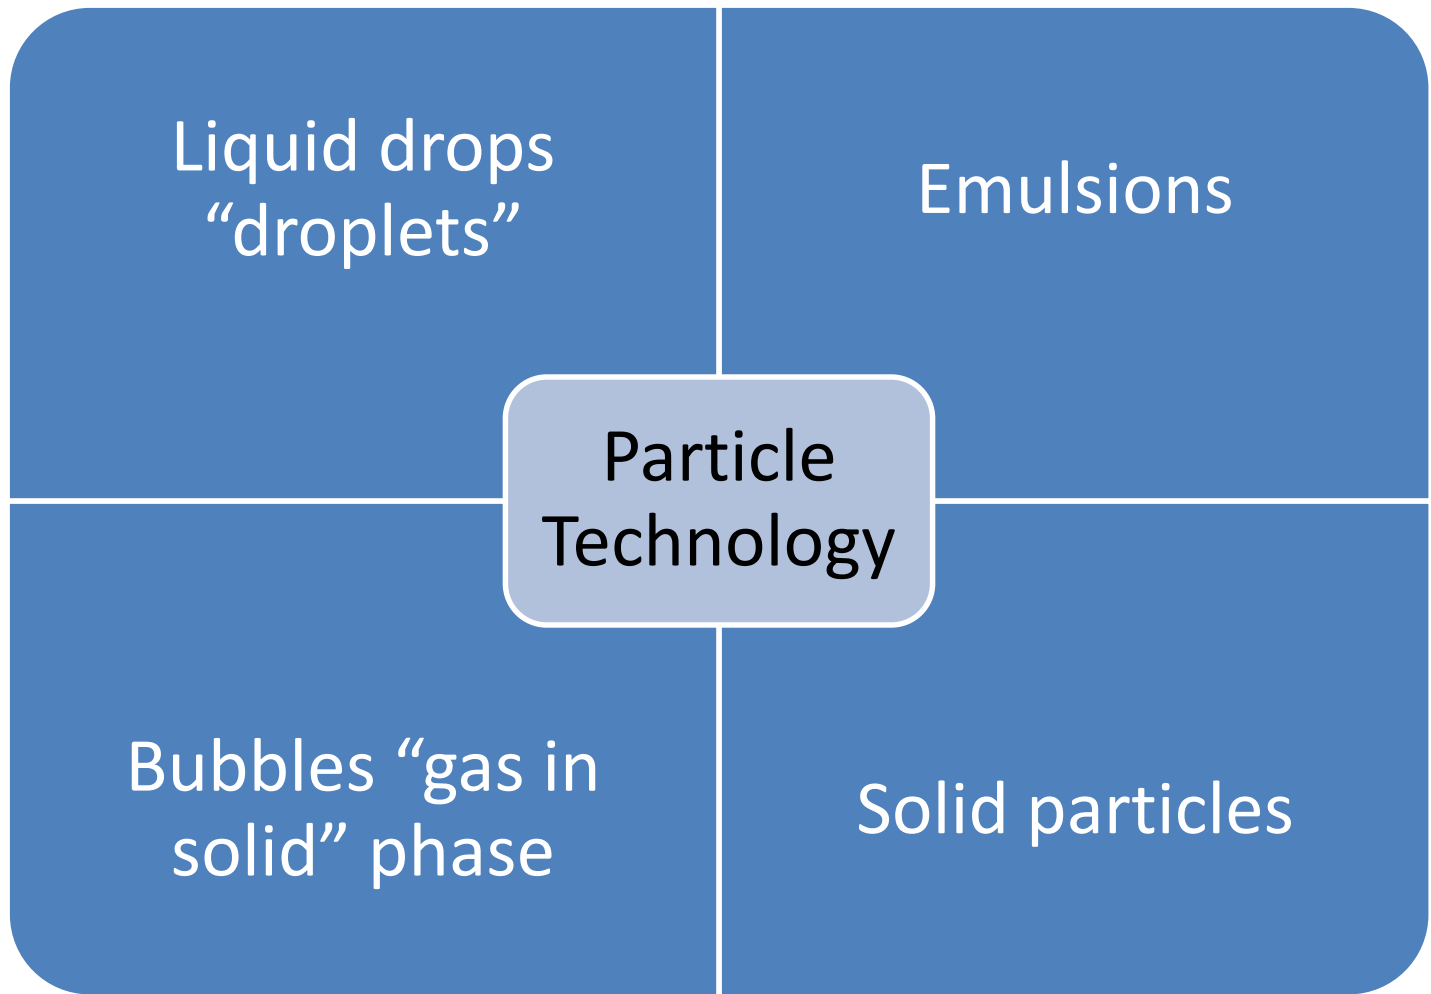 Liquid drops
“droplets”
Emulsions
Particle
Technology
Bubbles “gas in
solid” phase
Solid particles